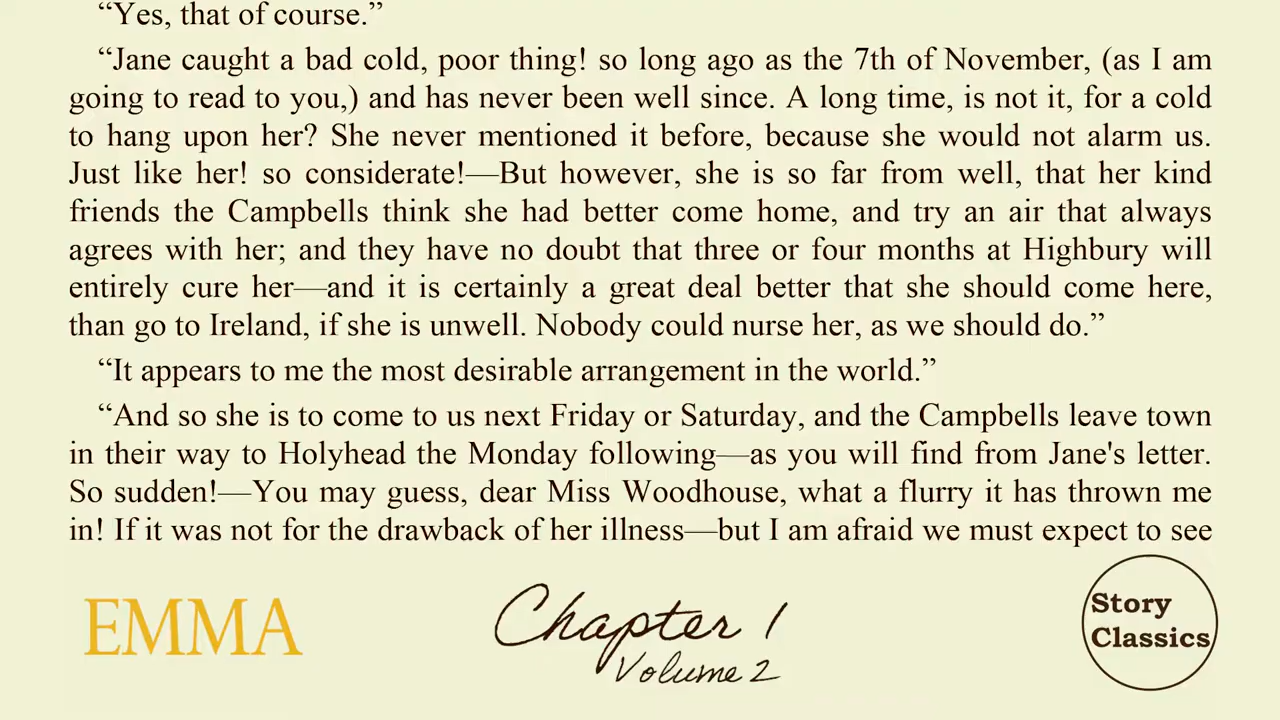 “Yes, that of course.”
“Jane caught a bad cold, poor thing! so long ago as the 7th of November, (as I am
going to read to you,) and has never been well since. A long time, is not it, for a cold
to hang upon her? She never mentioned it before, because she would not alarm us.
Just like her! so considerate!—But however, she is so far from well, that her kind
friends the Campbells think she had better come home, and try an air that always
agrees with her; and they have no doubt that three or four months at Highbury will
entirely cure her—and it is certainly a great deal better that she should come here,
than go to Ireland, if she is unwell. Nobody could nurse her, as we should do.”
“It appears to me the most desirable arrangement in the world.”
“And so she is to come to us next Friday or Saturday, and the Campbells leave town
in their way to Holyhead the Monday following—as you will find from Jane's letter.
So sudden!—You may guess, dear Miss Woodhouse, what a flurry it has thrown me
in! If it was not for the drawback of her illness—but I am afraid we must expect to see
EMMA
Chapter 1
Volume 2
Story
Classics